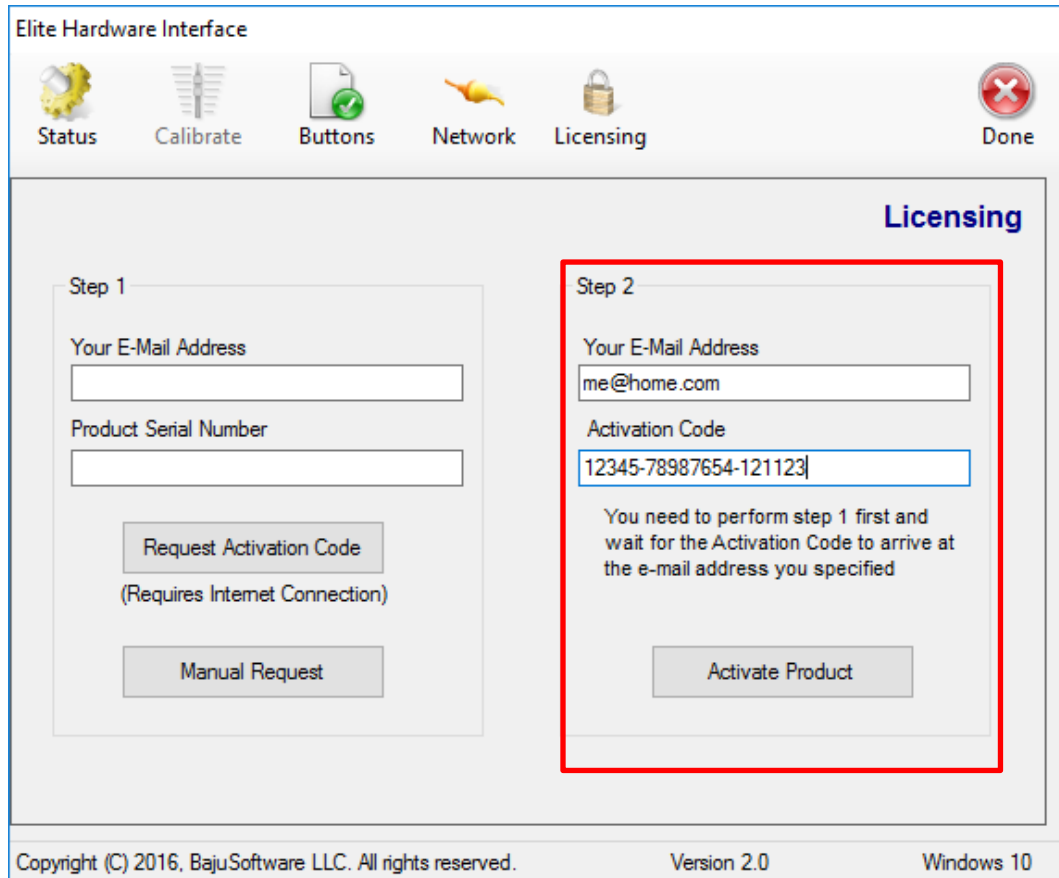 Elite Hardware Interface
Status Calibrate Buttons Network Licensing Done
Licensing
Step 1
Your E-Mail Address
Product Serial Number
Request Activation Code
(Requires Internet Connection)
Manual Request
Step 2
Your E-Mail Address
me@home.com
Activation Code
12345-78987654-121123
You need to perform step 1 first and
wait for the Activation Code to arrive at
the e-mail address you specified
Activate Product
Copyright (C) 2016, BajuSoftware LLC. All rights reserved. Version 2.0 Windows 10